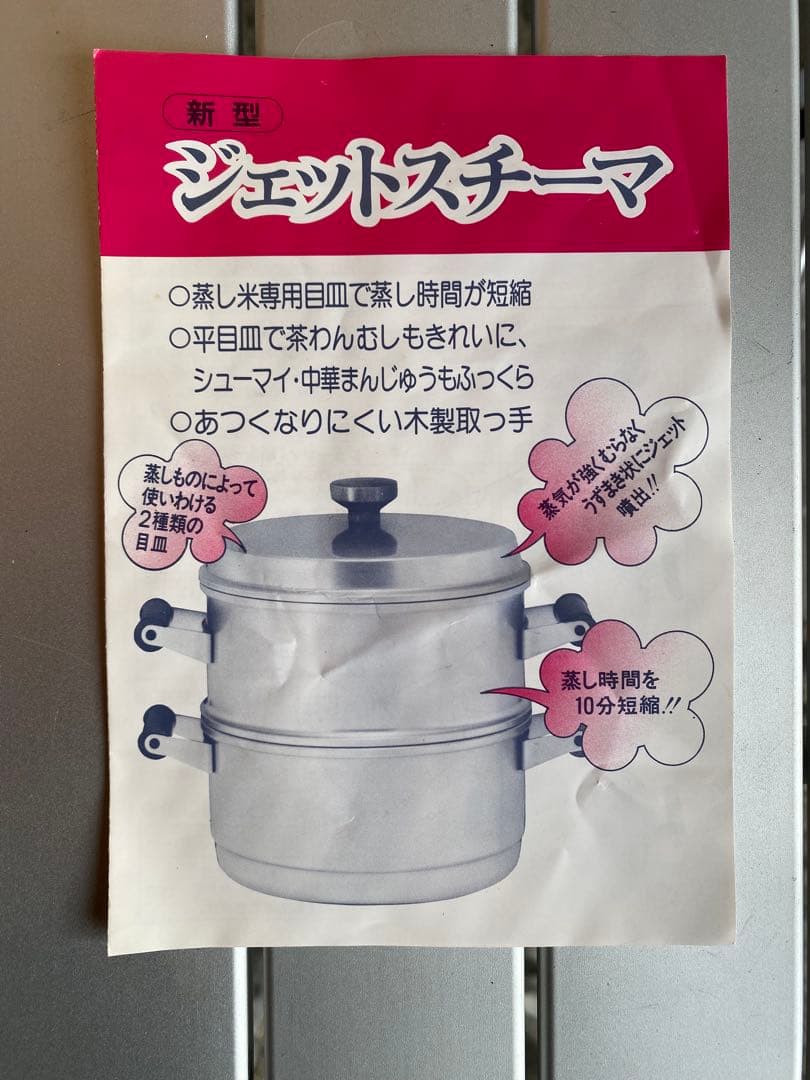 新型
ジェットスチーマ
○蒸し米専用目皿で蒸し時間が短縮
○平目皿で茶わんむしもきれいに、
シューマイ・中華まんじゅうもふっくら
○あつくなりにくい木製取っ手
蒸しものによって
使いわける
2種類の
目皿
蒸気が強くむらなく
うずまき状にジェット
噴出!!
蒸し時間を
10分短縮!!